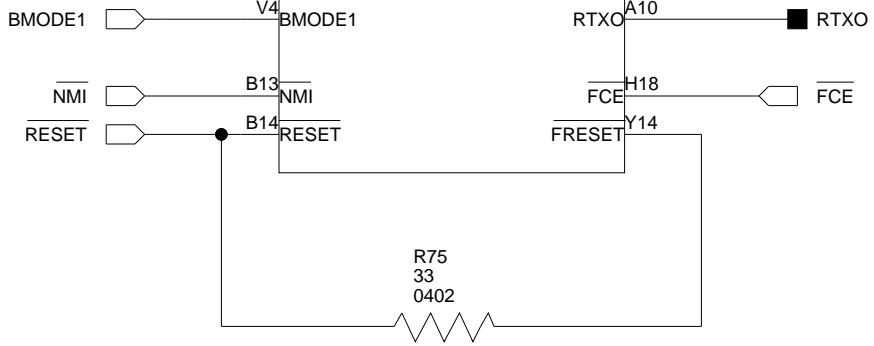 BMODE1 V4 BMODE1 RTXO A10 RTXO
NMI B13 NMI FCE H18 FCE
RESET B14 RESET FRESET Y14
R75
33
0402